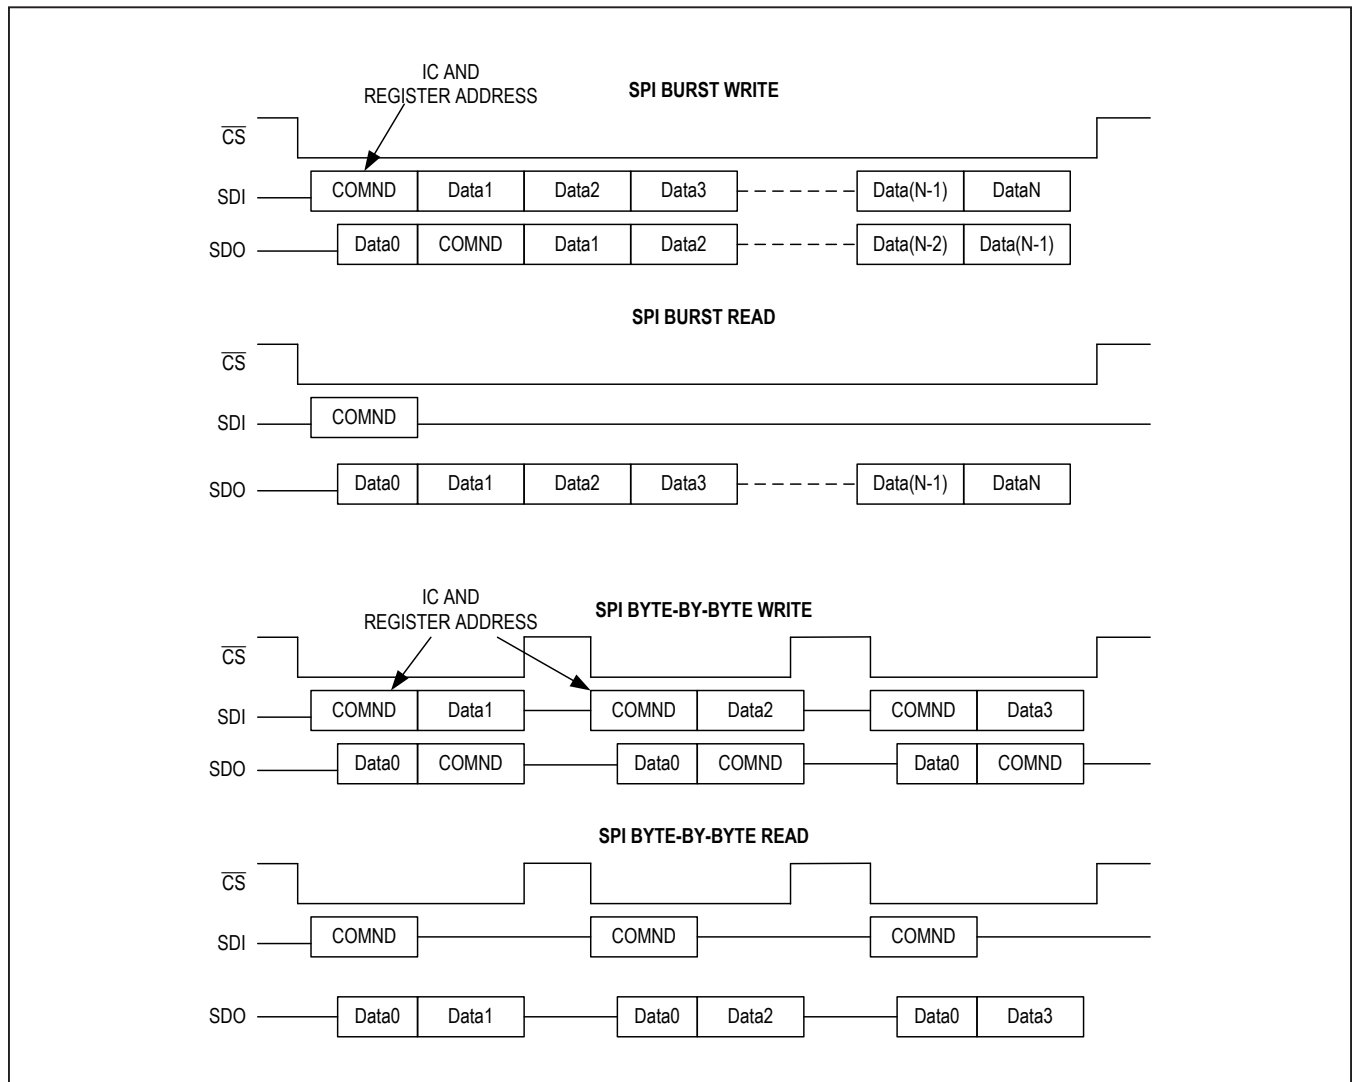 IC AND
REGISTER ADDRESS
SPI BURST WRITE
CS
SDI COMND Data1 Data2 Data3 Data(N-1) DataN
SDO Data0 COMND Data1 Data2 Data(N-2) Data(N-1)
SPI BURST READ
CS
SDI COMND
SDO Data0 Data1 Data2 Data3 Data(N-1) DataN
IC AND
REGISTER ADDRESS
SPI BYTE-BY-BYTE WRITE
CS
SDI COMND Data1 COMND Data2 COMND Data3
SDO Data0 COMND Data0 COMND Data0 COMND
SPI BYTE-BY-BYTE READ
CS
SDI COMND COMND COMND
SDO Data0 Data1 Data0 Data2 Data0 Data3